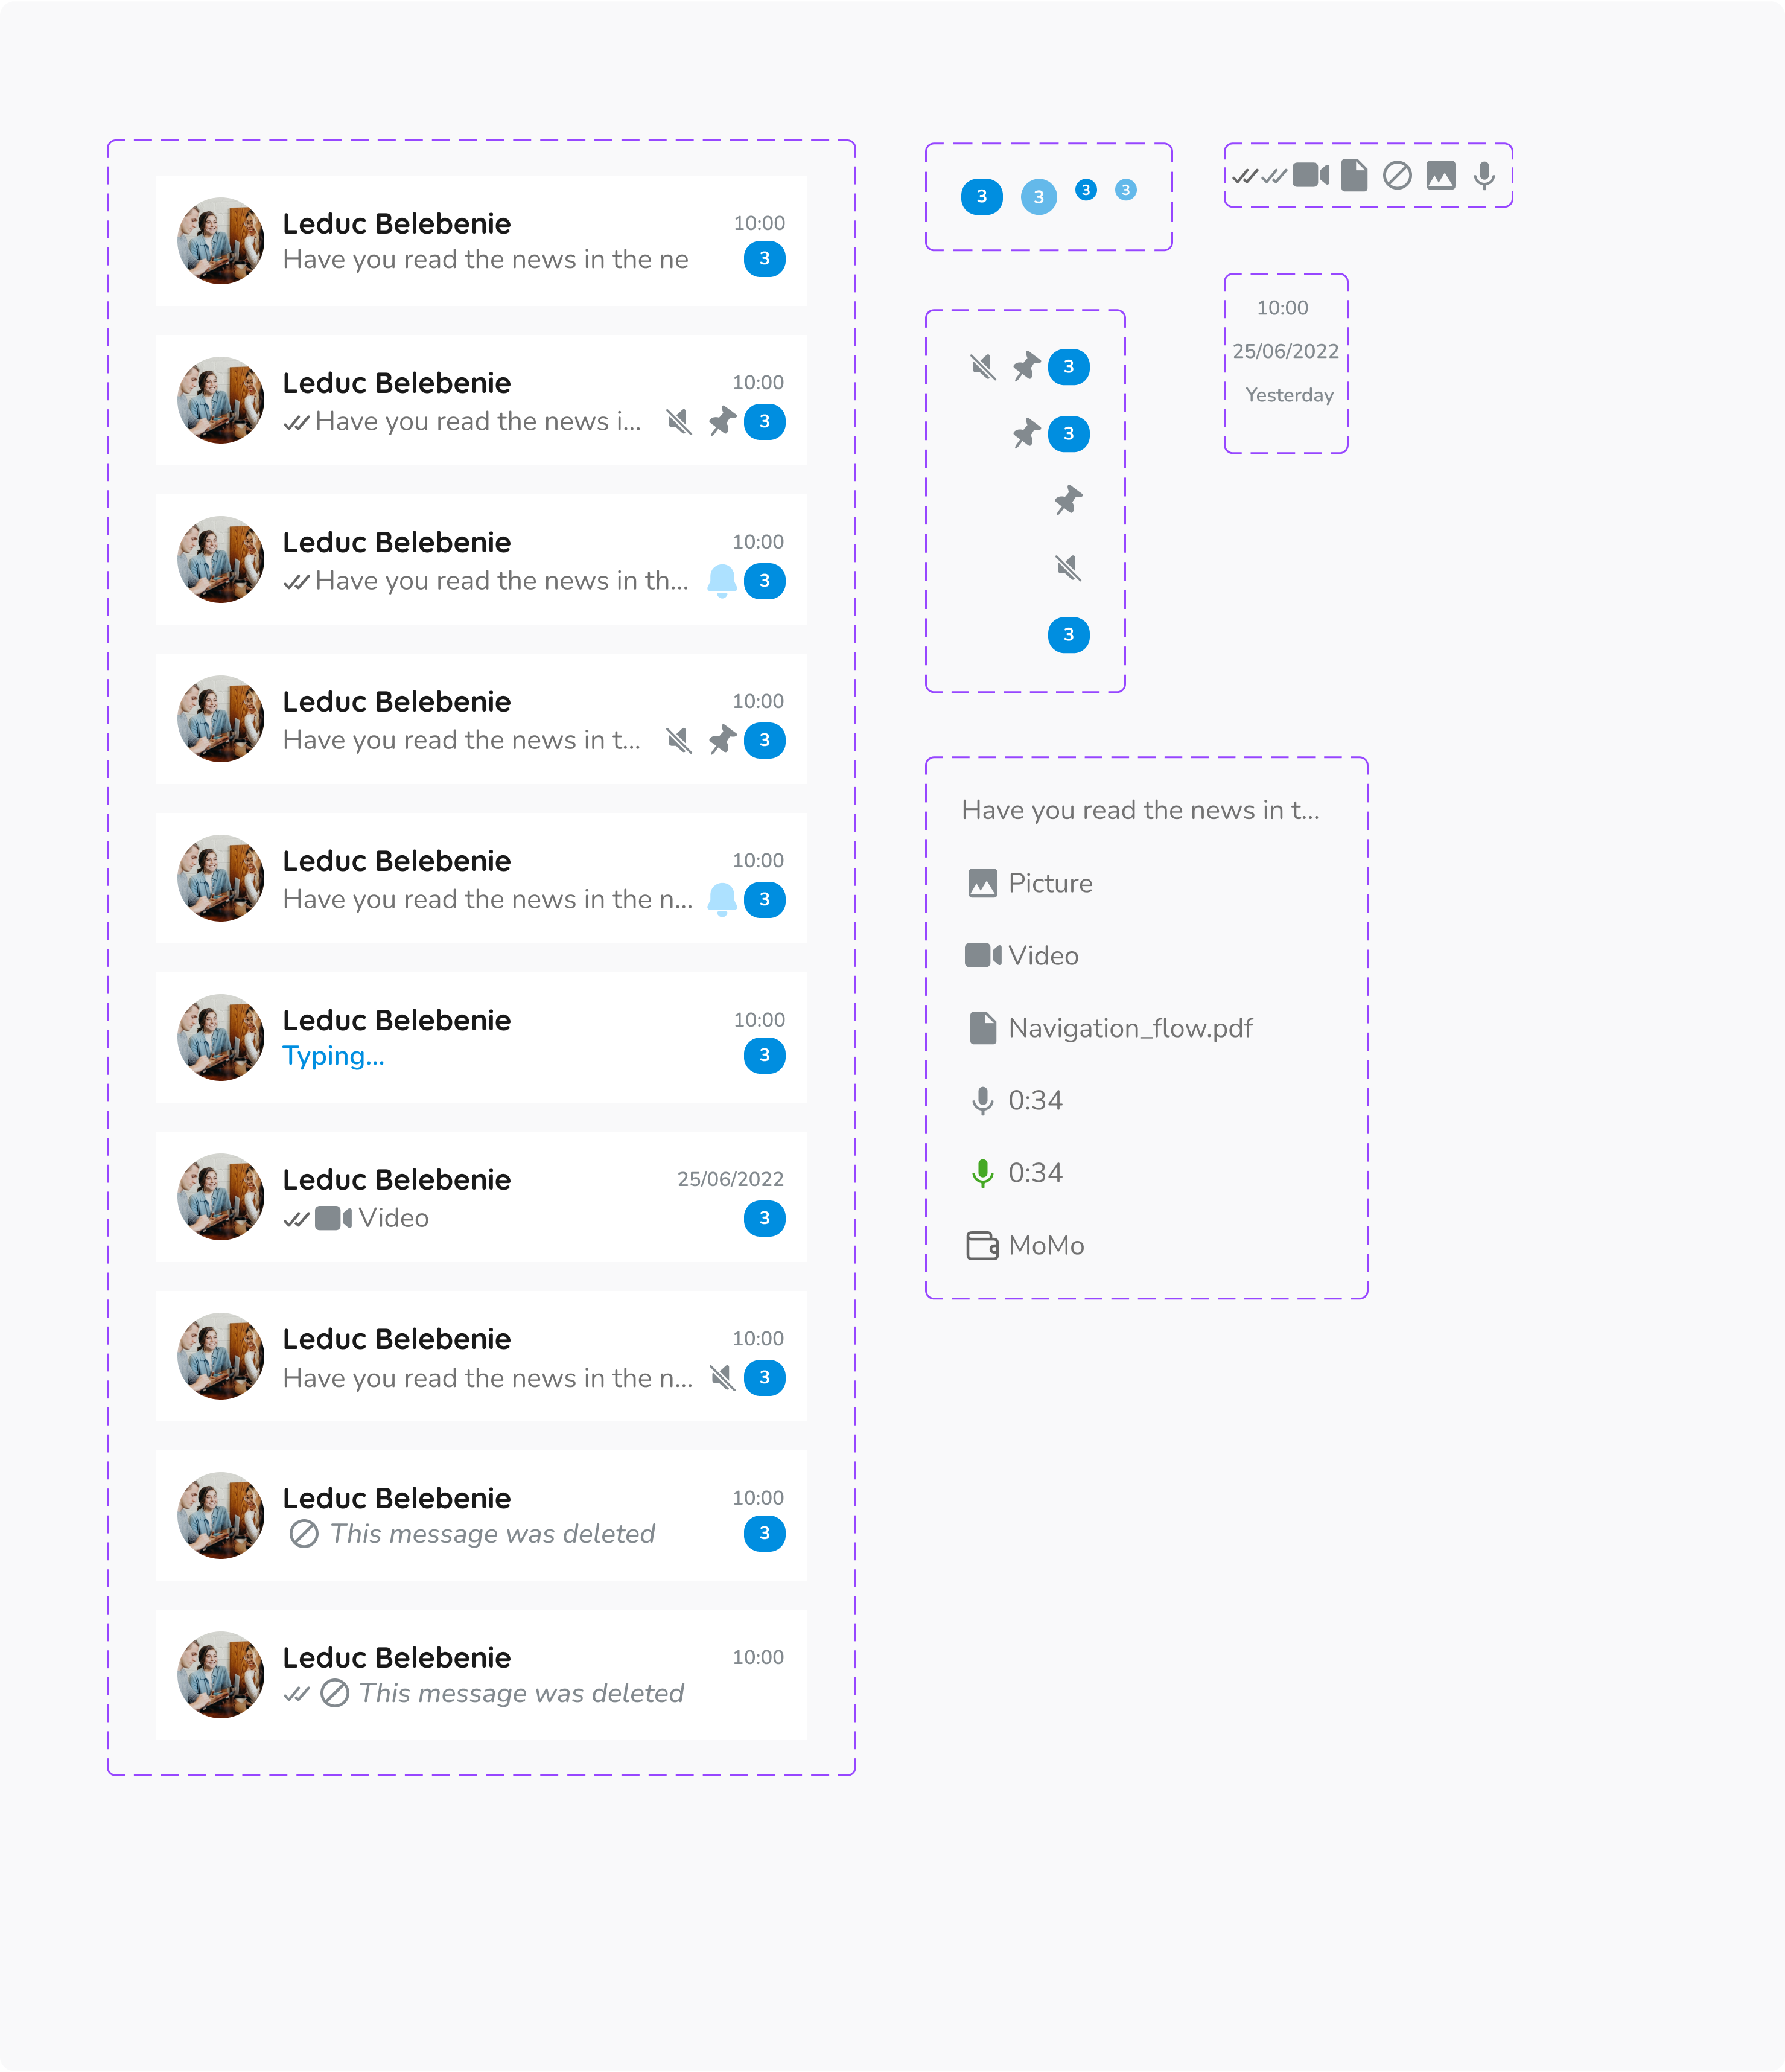 Leduc Belebenie 10:00
Have you read the news in the ne 3
Leduc Belebenie 10:00
Have you read the news i... 3
Leduc Belebenie 10:00
Have you read the news in th... 3
Leduc Belebenie 10:00
Have you read the news in t... 3
Leduc Belebenie 10:00
Have you read the news in the n... 3
Leduc Belebenie 10:00
Typing... 3
Leduc Belebenie 25/06/2022
Video 3
Leduc Belebenie 10:00
Have you read the news in the n... 3
Leduc Belebenie 10:00
This message was deleted 3
Leduc Belebenie 10:00
This message was deleted
3 3 3 3
3
3
3
10:00
25/06/2022
Yesterday
Have you read the news in t...
Picture
Video
Navigation_flow.pdf
0:34
0:34
MoMo